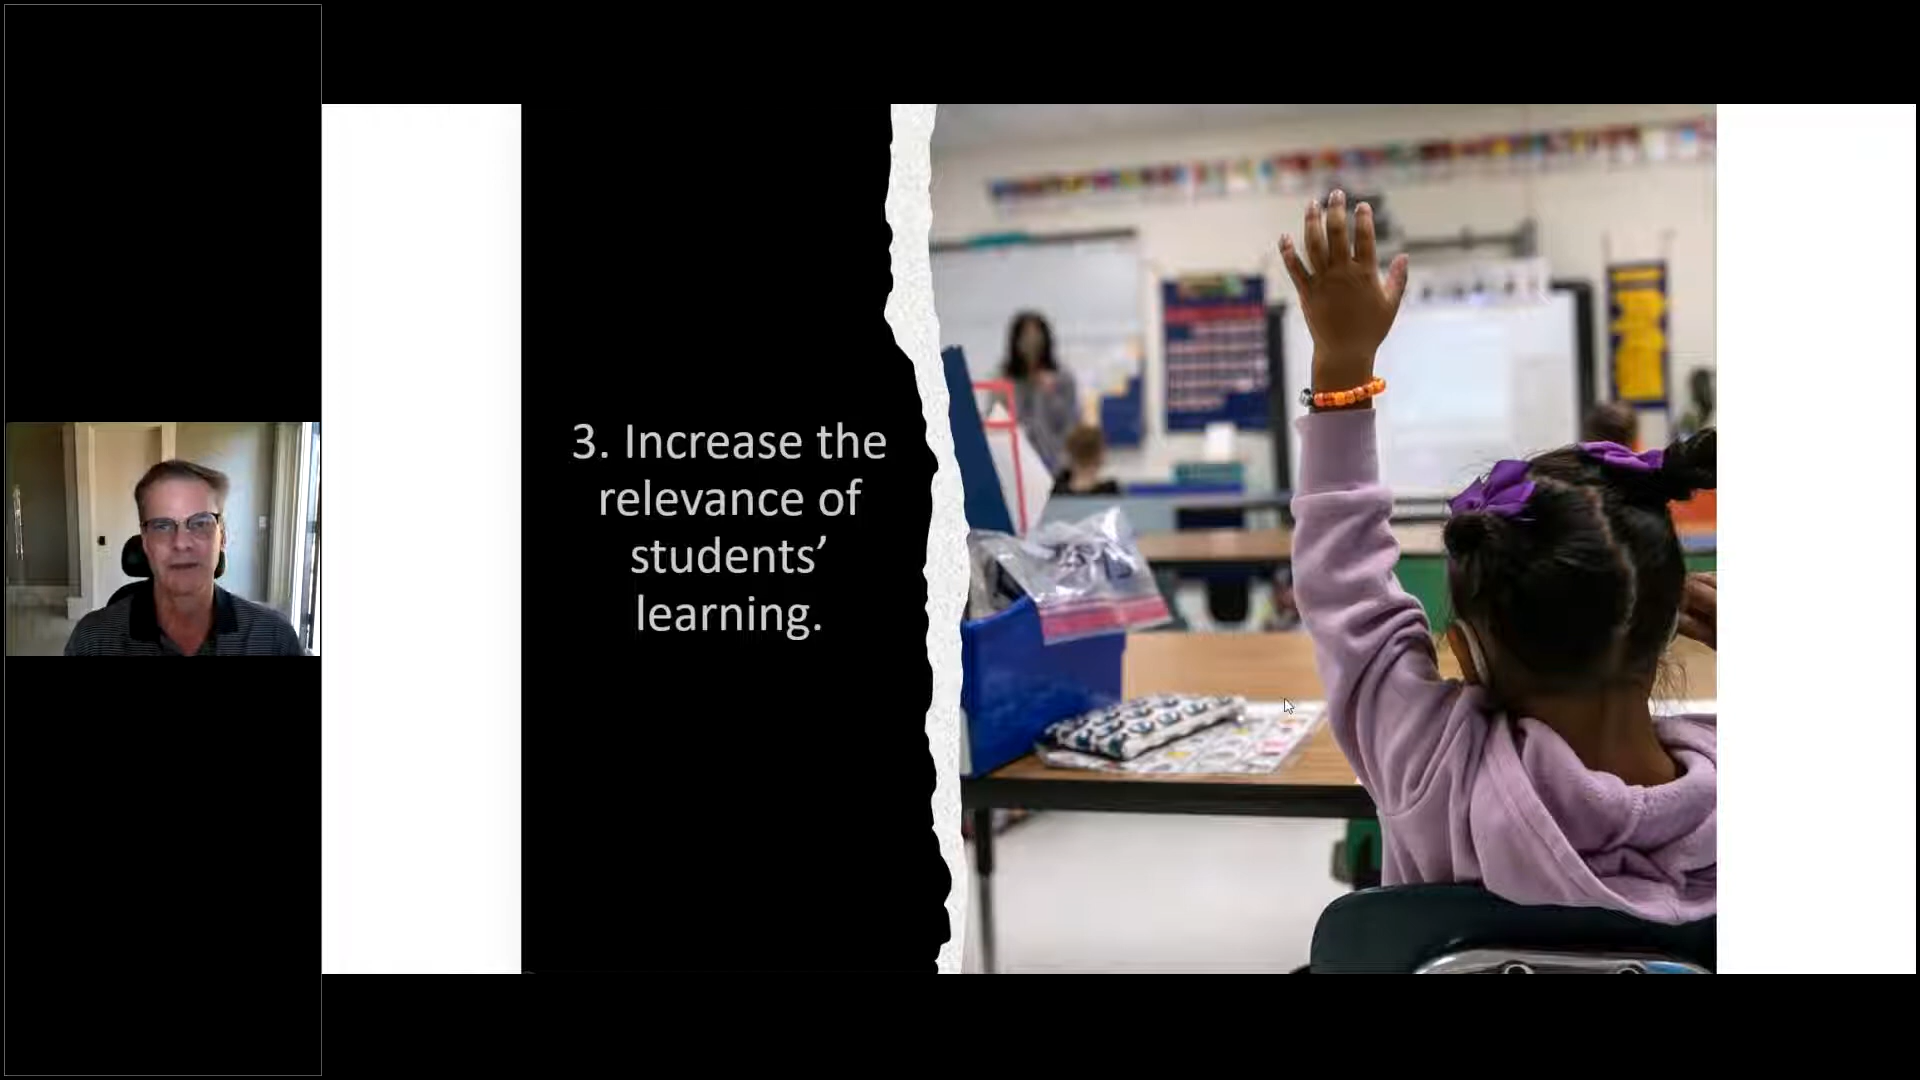 3. Increase the
relevance of
students’
learning.